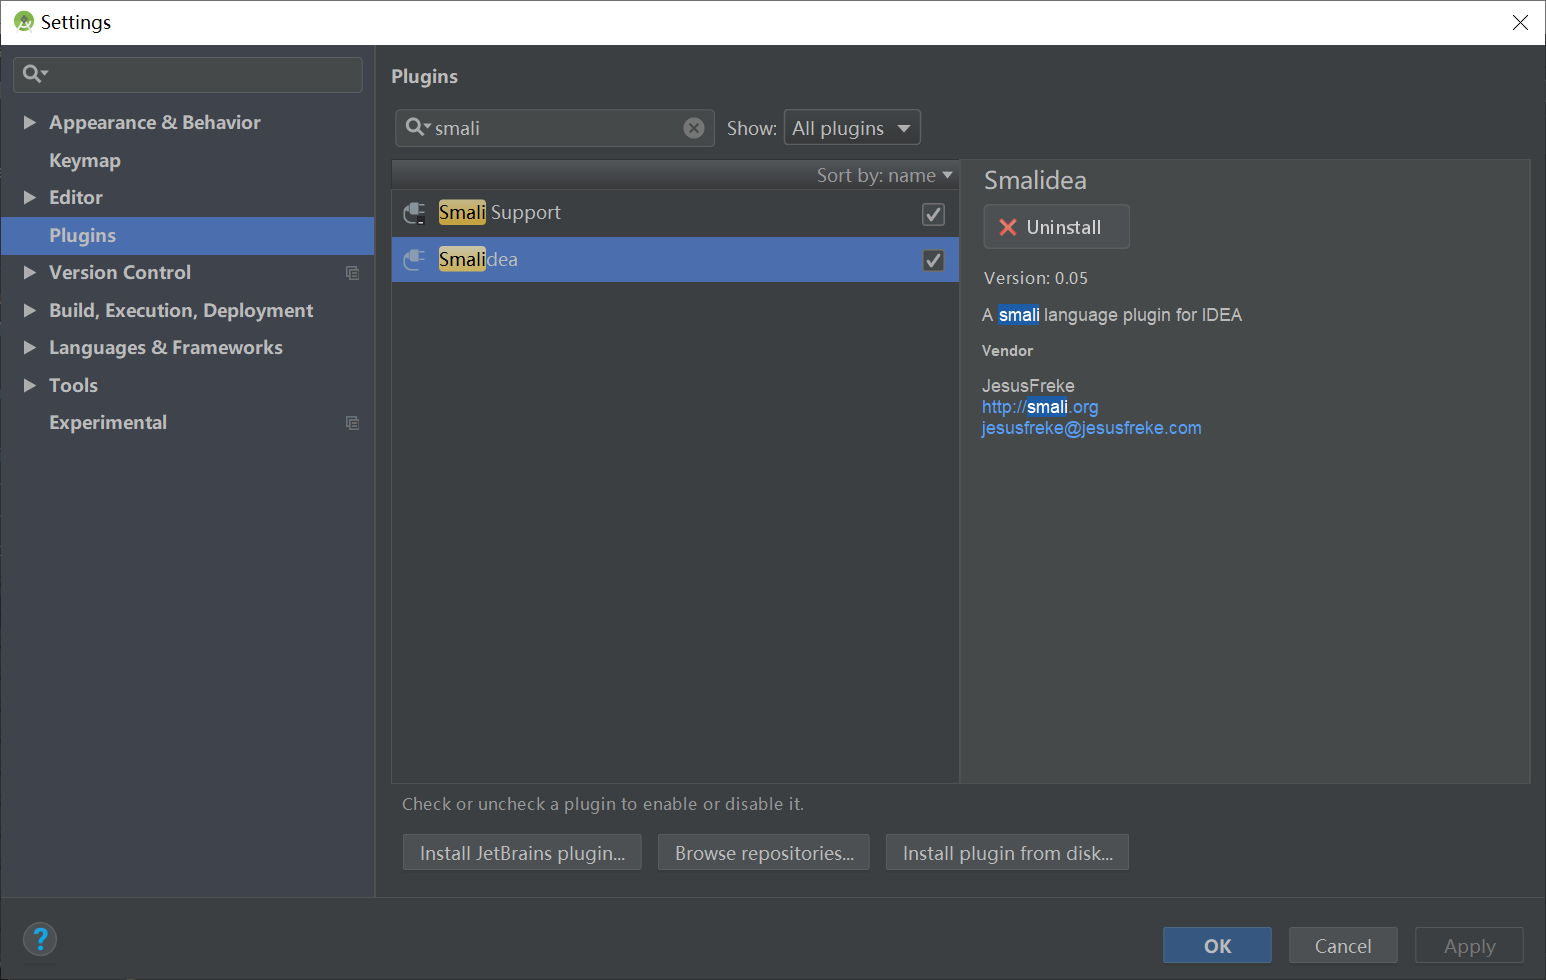 Settings
Appearance & Behavior
Keymap
Editor
Plugins
Version Control
Build, Execution, Deployment
Languages & Frameworks
Tools
Experimental
Plugins
smali
Show: All plugins
Sort by: name
Smali Support
Smalidea
Smalidea
Uninstall
Version: 0.05
A smali language plugin for IDEA
Vendor
JesusFreke
http://smali.org
jesusfreke@jesusfreke.com
Check or uncheck a plugin to enable or disable it.
Install JetBrains plugin... Browse repositories... Install plugin from disk...
? OK Cancel Apply